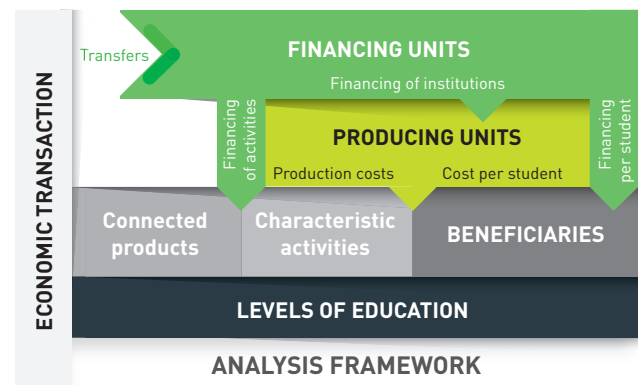 ECONOMIC TRANSACTION
Transfers
FINANCING UNITS
Financing of institutions
Financing
of activities
Financing
per student
PRODUCING UNITS
Production costs
Cost per student
Connected
products
Characteristic
activities
BENEFICIARIES
LEVELS OF EDUCATION
ANALYSIS FRAMEWORK